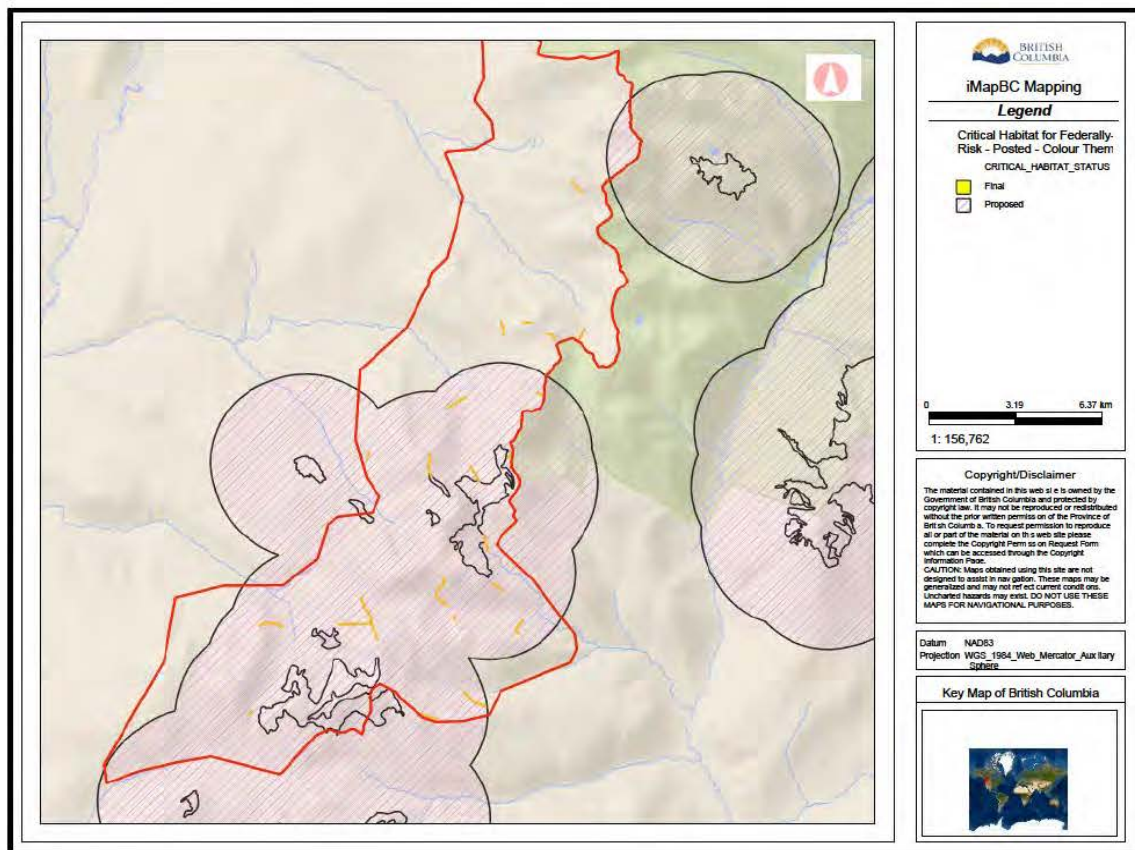 BRITISH
COLUMBIA
iMapBC Mapping
Legend
Critical Habitat for Federally-
Risk - Posted - Colour Them
CRITICAL_HABITAT_STATUS
Final
Proposed
0 3.19 6.37 km
1: 156,762
Copyright/Disclaimer
The material contained in this web si e is owned by the
Government of British Columbia and protected by
copyright law. It may not be reproduced or redistributed
without the prior written permiss on of the Province of
Brit sh Columb a. To request permission to reproduce
all or part of the material on th s web site please
complete the Copyright Perm ss on Request Form
which can be accessed through the Copyright
Information Page.
CAUTION: Maps obtained using this site are not
designed to assist in nav gation. These maps may be
generalized and may not ref ect current condit ons.
Uncharted hazards may exist. DO NOT USE THESE
MAPS FOR NAVIGATIONAL PURPOSES.
Datum NAD83
Projection WGS_1984_Web_Mercator_Aux liary
Sphere
Key Map of British Columbia